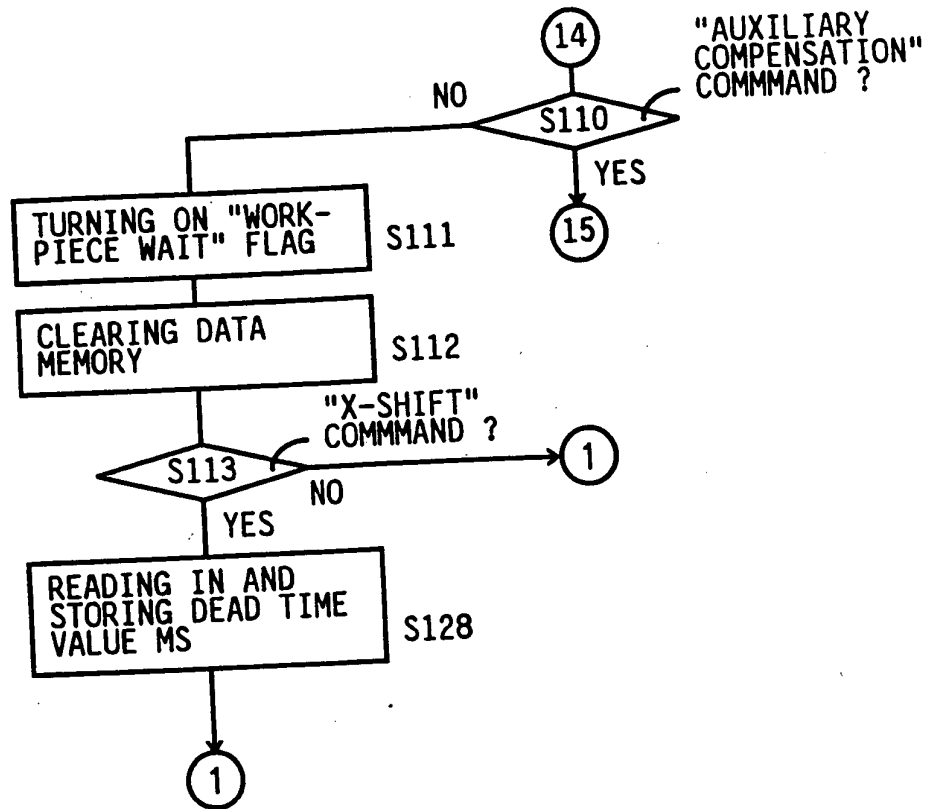 14
"AUXILIARY
COMPENSATION"
COMMMAND ?
NO
S110
YES
15
TURNING ON "WORK-
PIECE WAIT" FLAG
S111
CLEARING DATA
MEMORY
S112
"X-SHIFT"
COMMMAND ?
S113
NO
1
YES
READING IN AND
STORING DEAD TIME
VALUE MS
S128
1